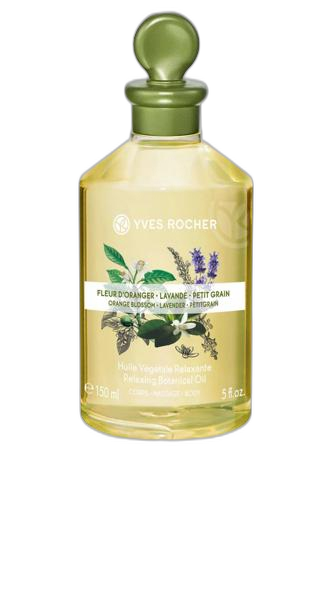 YVES ROCHER
FLEUR D'ORANGER • LAVANDE • PETIT GRAIN
ORANGE BLOSSOM • LAVENDER • PETITGRAIN
Huile Végétale Relaxante
Relaxing Botanical Oil
CORPS • MASSAGE • BODY
℮ 150 ml 5 fl.oz.